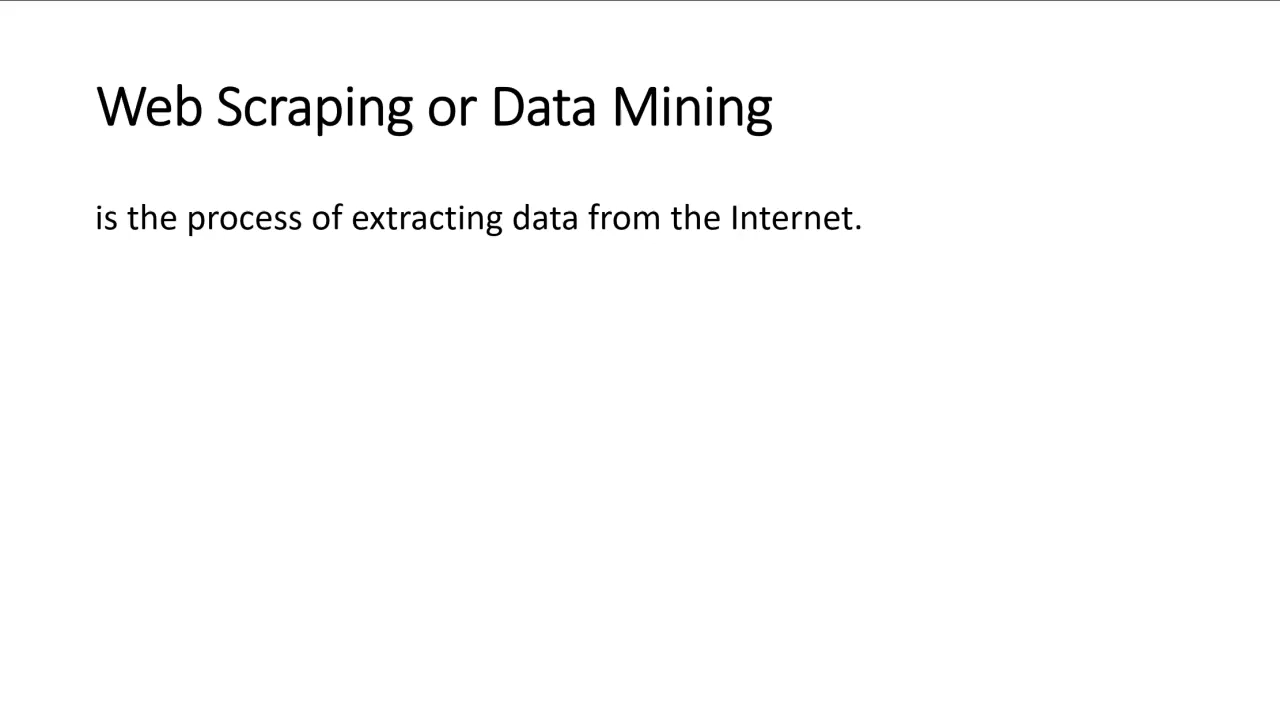 Web Scraping or Data Mining
is the process of extracting data from the Internet.